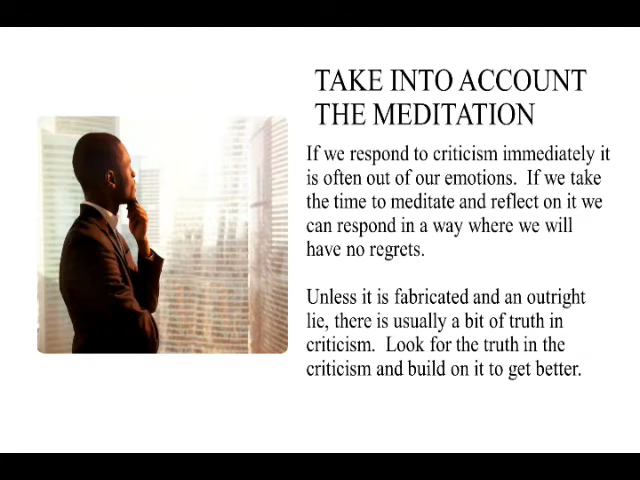 TAKE INTO ACCOUNT
THE MEDITATION
If we respond to criticism immediately it
is often out of our emotions.  If we take
the time to meditate and reflect on it we
can respond in a way where we will
have no regrets.
Unless it is fabricated and an outright
lie, there is usually a bit of truth in
criticism.  Look for the truth in the
criticism and build on it to get better.